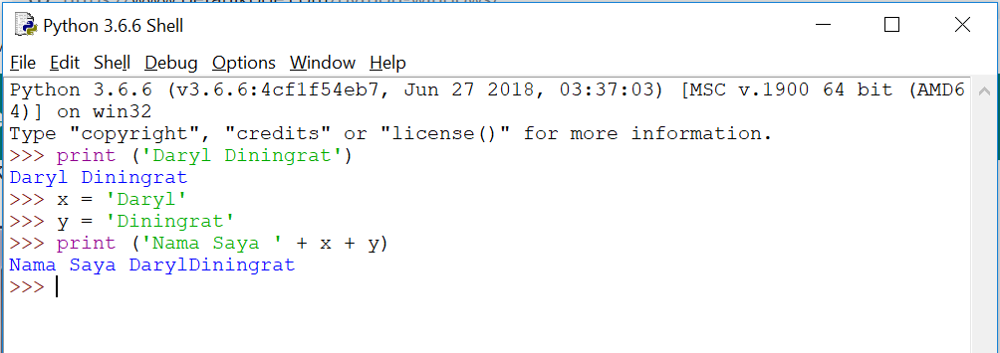 Python 3.6.6 Shell
File Edit Shell Debug Options Window Help
Python 3.6.6 (v3.6.6:4cf1f54eb7, Jun 27 2018, 03:37:03) [MSC v.1900 64 bit (AMD6
4)] on win32
Type "copyright", "credits" or "license()" for more information.
>>> print ('Daryl Diningrat')
Daryl Diningrat
>>> x = 'Daryl'
>>> y = 'Diningrat'
>>> print ('Nama Saya ' + x + y)
Nama Saya DarylDiningrat
>>>